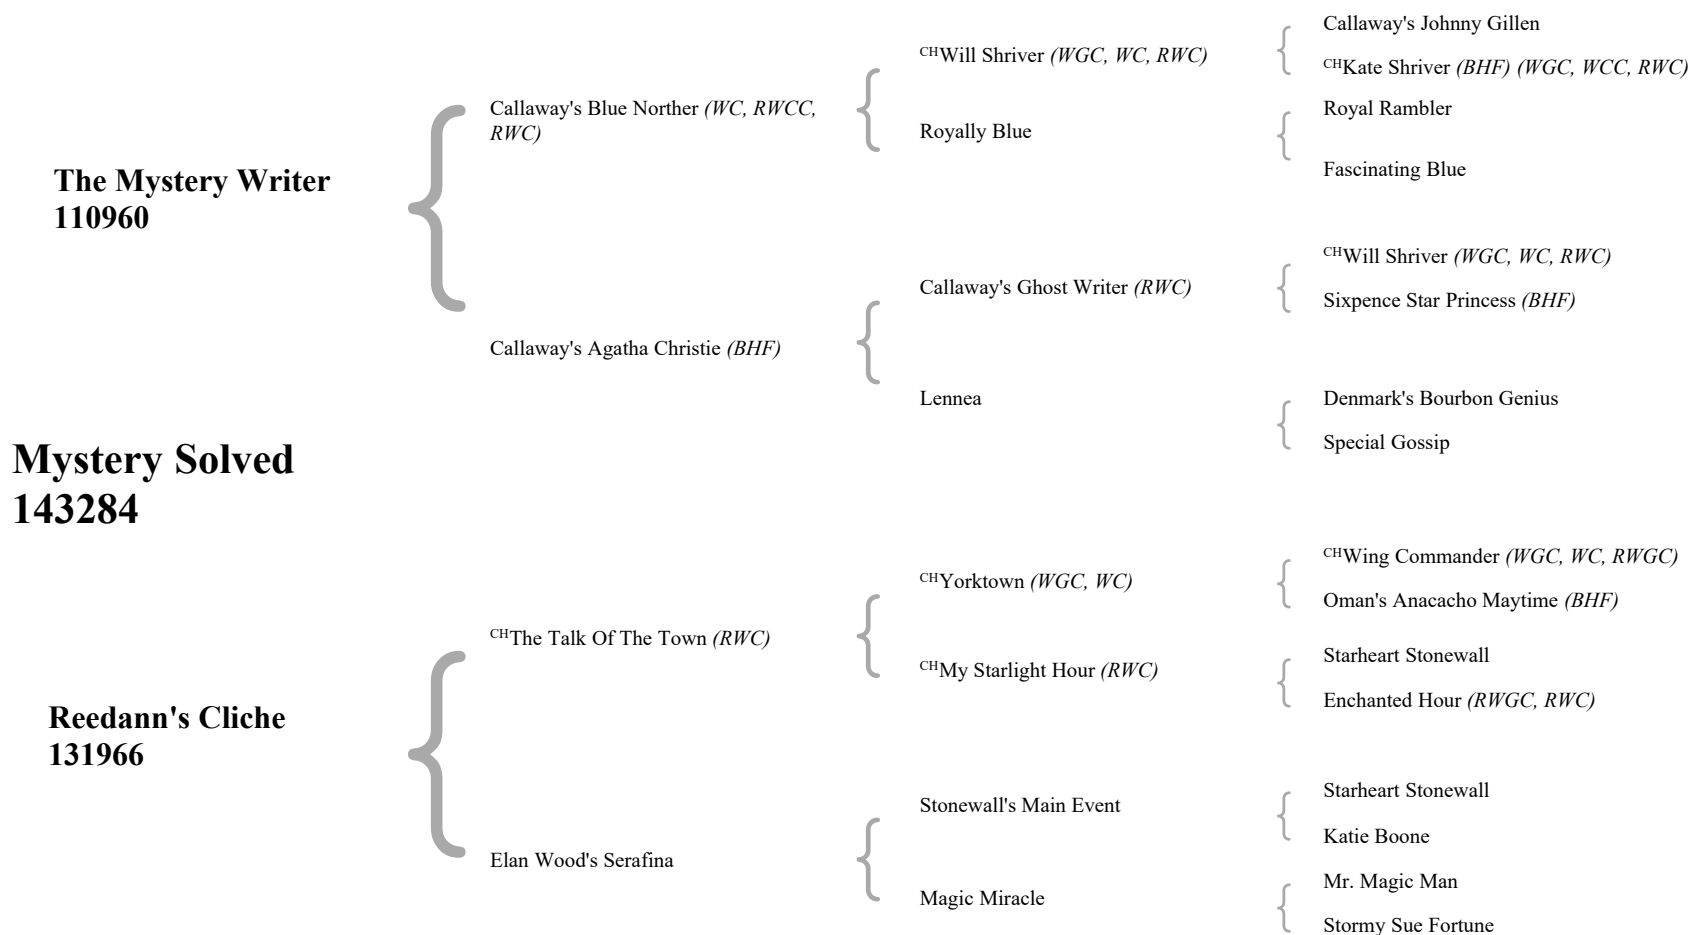 Callaway's Johnny Gillen
CHWill Shriver (WGC, WC, RWC)
CHKate Shriver (BHF) (WGC, WCC, RWC)
Callaway's Blue Norther (WC, RWCC,
RWC)
Royal Rambler
Royally Blue
Fascinating Blue
The Mystery Writer
110960
CHWill Shriver (WGC, WC, RWC)
Callaway's Ghost Writer (RWC)
Sixpence Star Princess (BHF)
Callaway's Agatha Christie (BHF)
Lennea
Denmark's Bourbon Genius
Special Gossip
Mystery Solved
143284
CHWing Commander (WGC, WC, RWGC)
CHYorktown (WGC, WC)
Oman's Anacacho Maytime (BHF)
CHThe Talk Of The Town (RWC)
Starheart Stonewall
CHMy Starlight Hour (RWC)
Enchanted Hour (RWGC, RWC)
Reedann's Cliche
131966
Starheart Stonewall
Stonewall's Main Event
Katie Boone
Elan Wood's Serafina
Mr. Magic Man
Magic Miracle
Stormy Sue Fortune